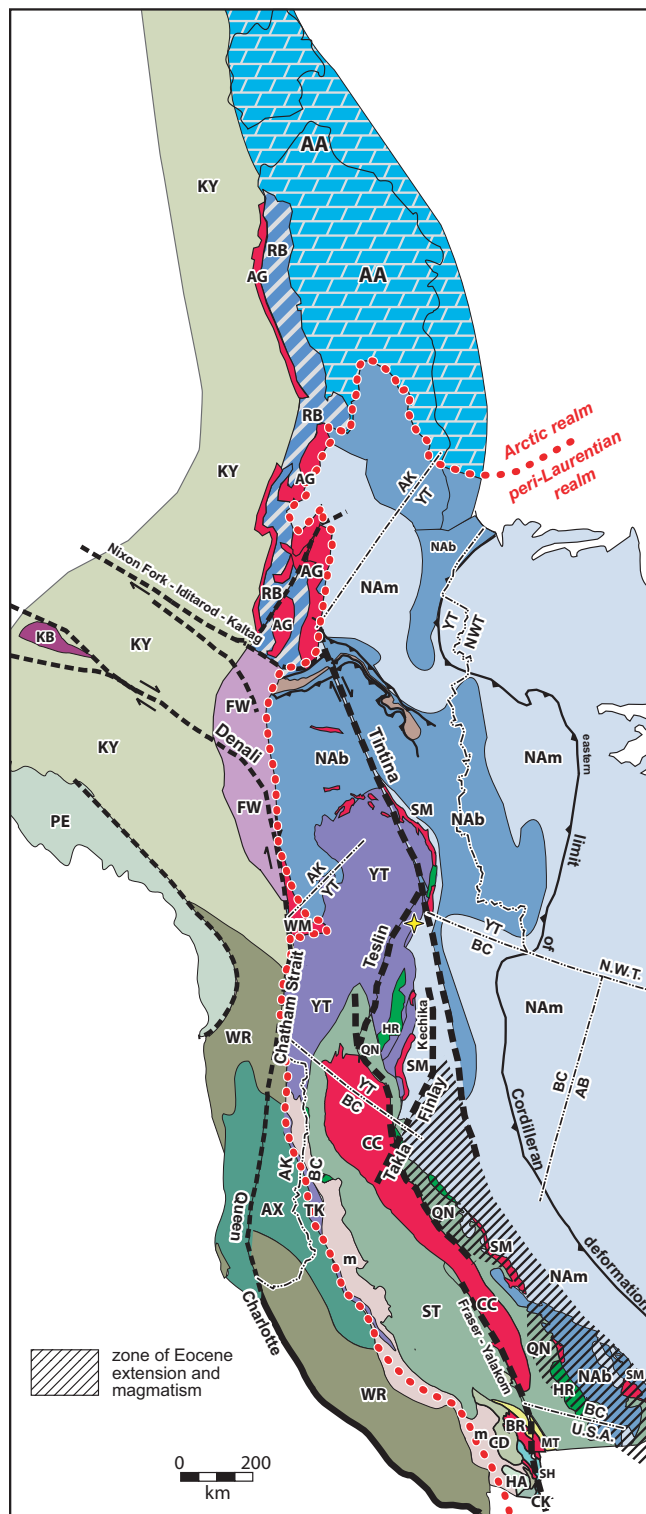 AA
KY
RB
AG
AA
RB
Arctic realm
peri-Laurentian
realm
KY
AG
AK
YT
NAb
Nixon Fork - Iditarod - Kaltag
AG
NAm
YT
NWT
RB
AG
KB
KY
FW
Denali
Tintina
eastern
NAm
KY
NAb
SM
NAb
limit
PE
FW
AK
YT
YT
WM
Teslin
YT
BC
of
N.W.T.
Chatham Strait
YT
Kechika
NAm
WR
HR
QN
SM
BC
AB
YT
BC
Finlay
CC
Takla
Cordilleran
AK
BC
Queen
AX
TK
QN
m
SM
deformation
NAm
ST
CC
Charlotte
Fraser - Yalakom
QN
zone of Eocene
extension and
magmatism
NAb
SM
HR
WR
BC
U.S.A.
BR
m
CD
MT
0 200
km
SH
HA
CK